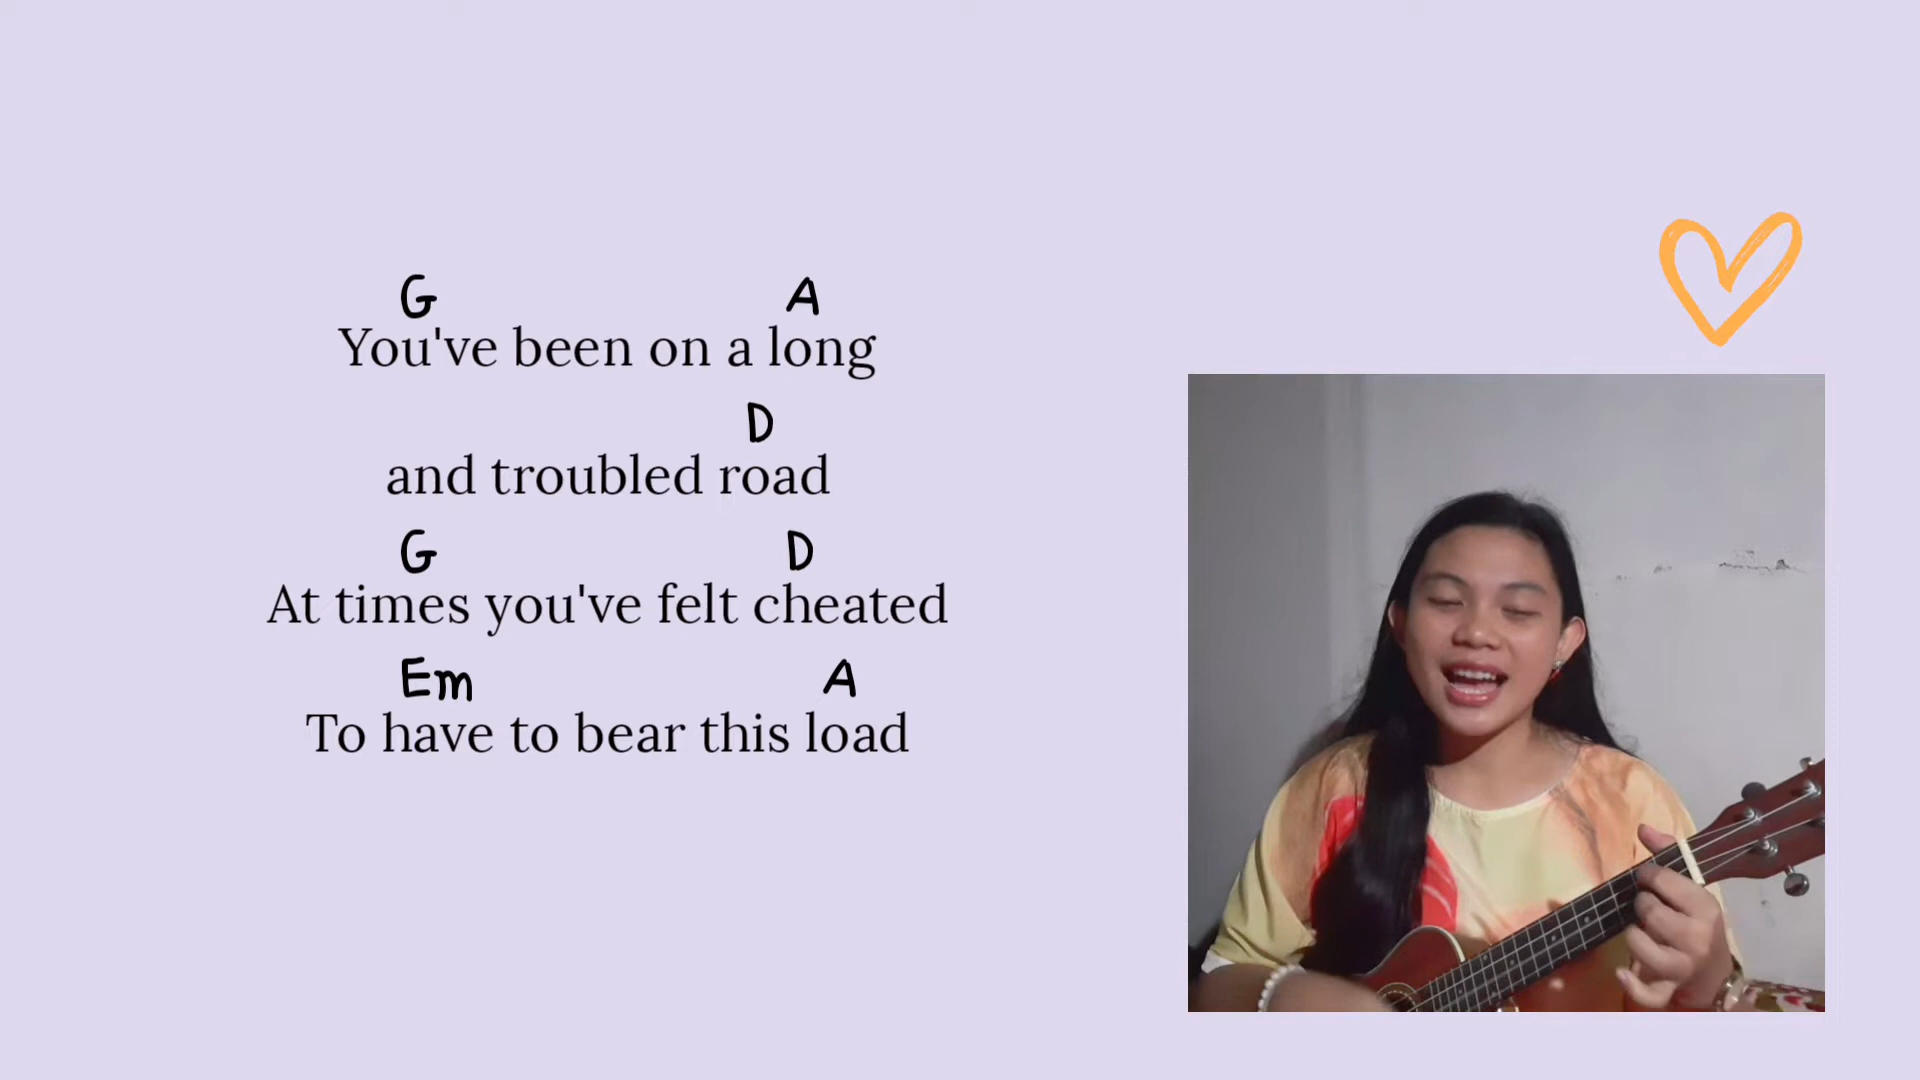 G A
You've been on a long
D
and troubled road
G D
At times you've felt cheated
Em A
To have to bear this load